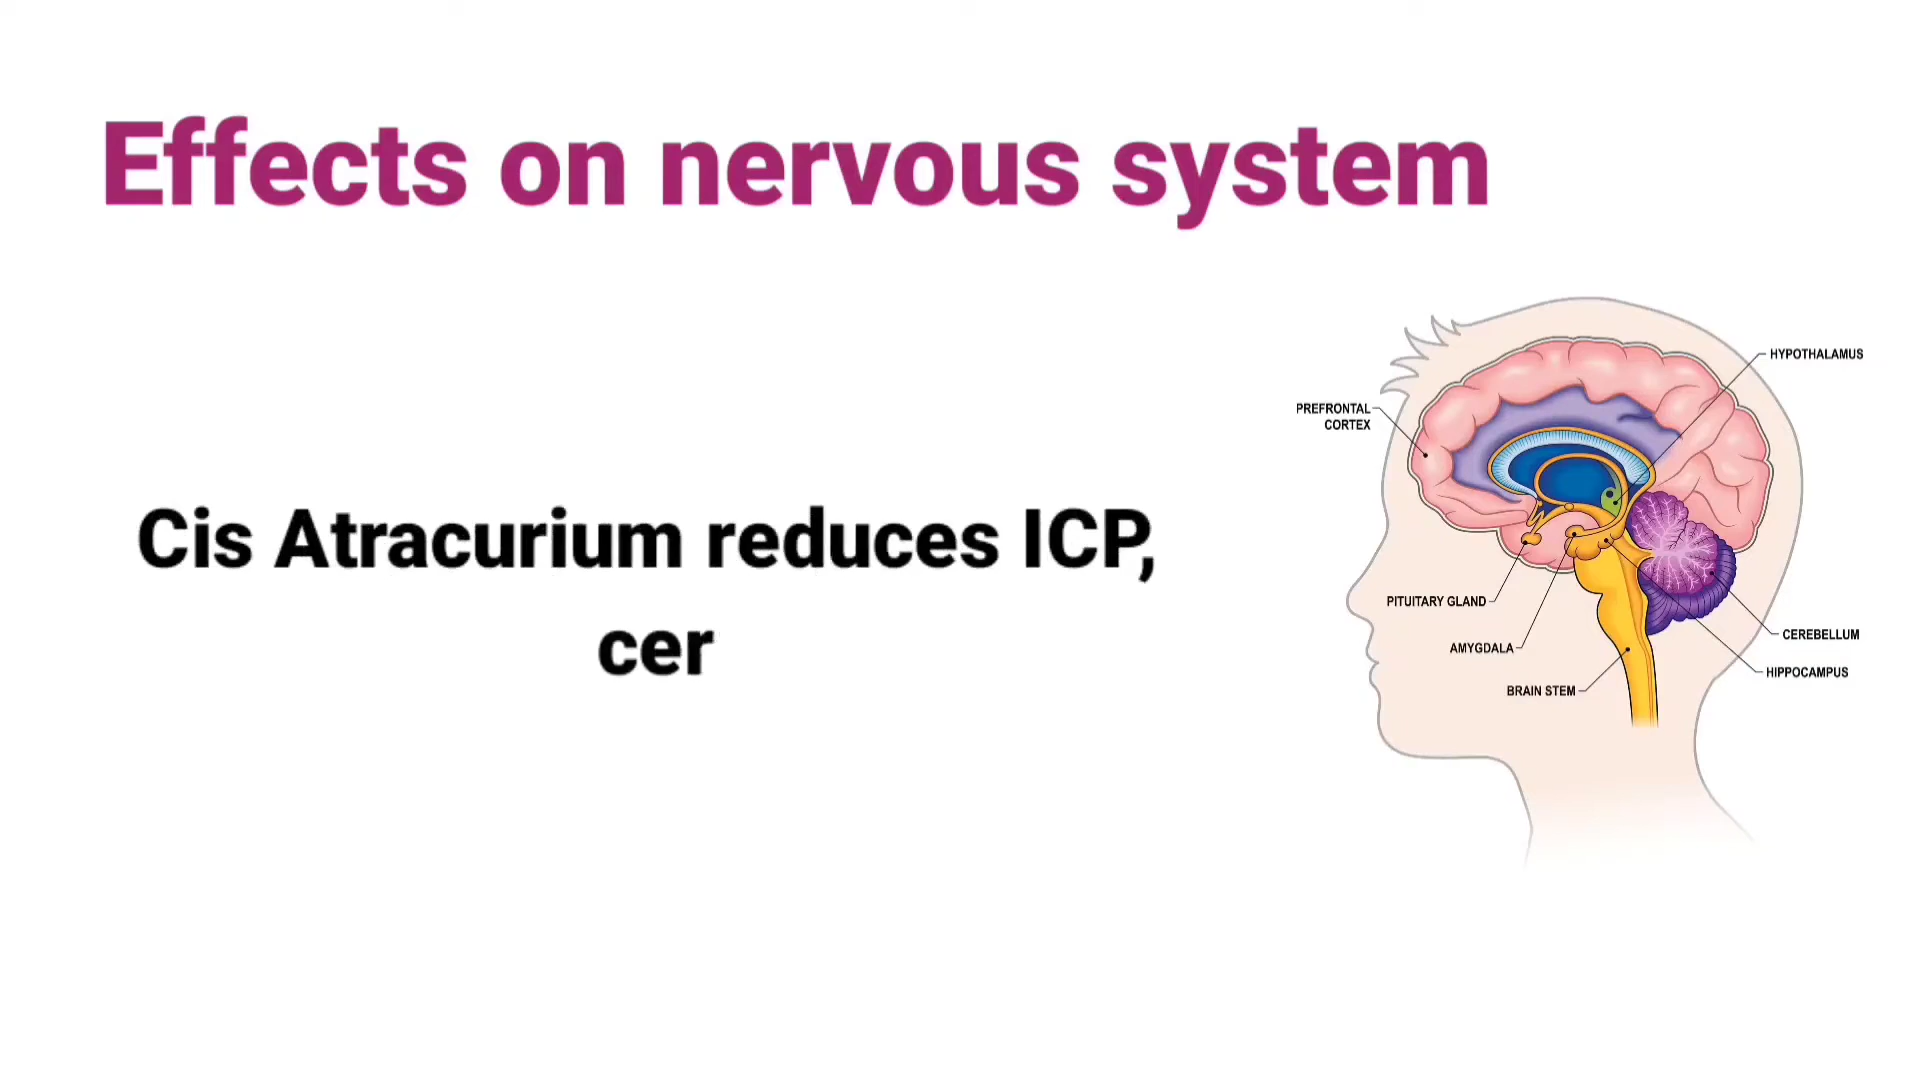 Effects on nervous system
Cis Atracurium reduces ICP,
cer
HYPOTHALAMUS
PREFRONTAL
CORTEX
PITUITARY GLAND
AMYGDALA
BRAIN STEM
CEREBELLUM
HIPPOCAMPUS